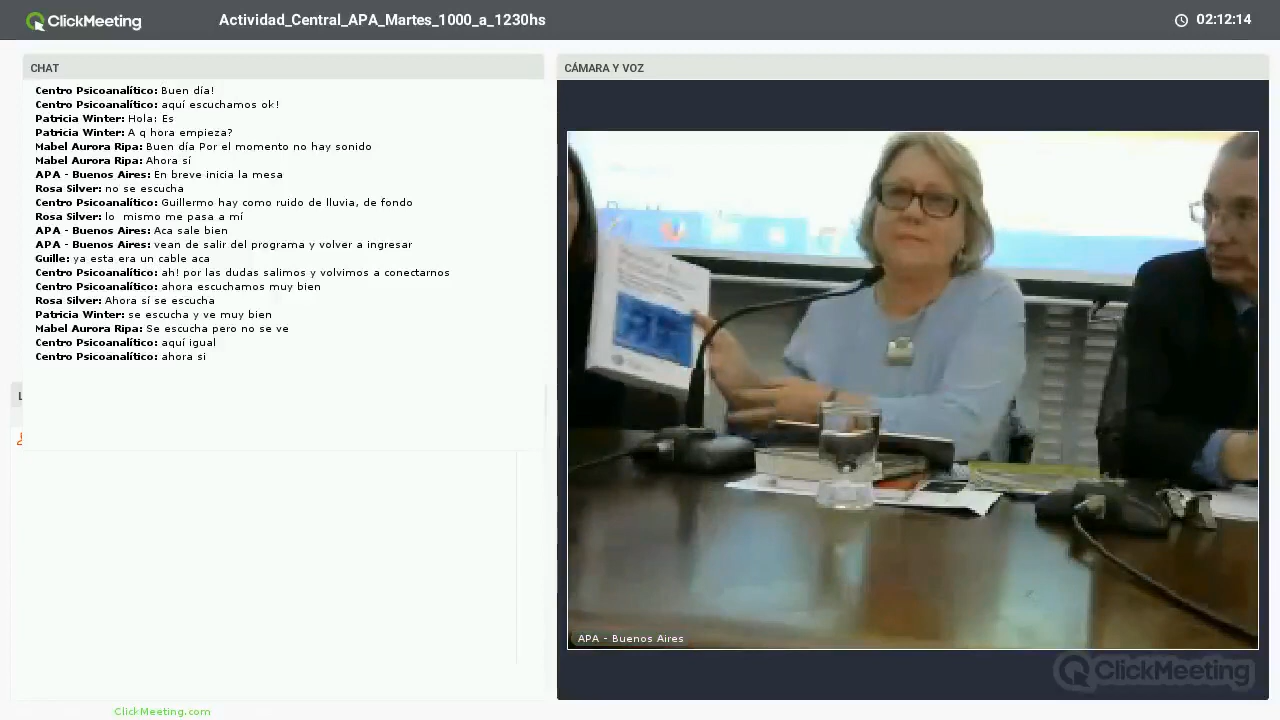 ClickMeeting
Actividad_Central_APA_Martes_1000_a_1230hs
02:12:14
CHAT
Centro Psicoanalítico: Buen día!
Centro Psicoanalítico: aquí escuchamos ok!
Patricia Winter: Hola: Es
Patricia Winter: A q hora empieza?
Mabel Aurora Ripa: Buen día Por el momento no hay sonido
Mabel Aurora Ripa: Ahora sí
APA - Buenos Aires: En breve inicia la mesa
Rosa Silver: no se escucha
Centro Psicoanalítico: Guillermo hay como ruido de lluvia, de fondo
Rosa Silver: lo  mismo me pasa a mí
APA - Buenos Aires: Aca sale bien
APA - Buenos Aires: vean de salir del programa y volver a ingresar
Guille: ya esta era un cable aca
Centro Psicoanalítico: ah! por las dudas salimos y volvimos a conectarnos
Centro Psicoanalítico: ahora escuchamos muy bien
Rosa Silver: Ahora sí se escucha
Patricia Winter: se escucha y ve muy bien
Mabel Aurora Ripa: Se escucha pero no se ve
Centro Psicoanalítico: aquí igual
Centro Psicoanalítico: ahora si
CÁMARA Y VOZ
APA - Buenos Aires
ClickMeeting
ClickMeeting.com